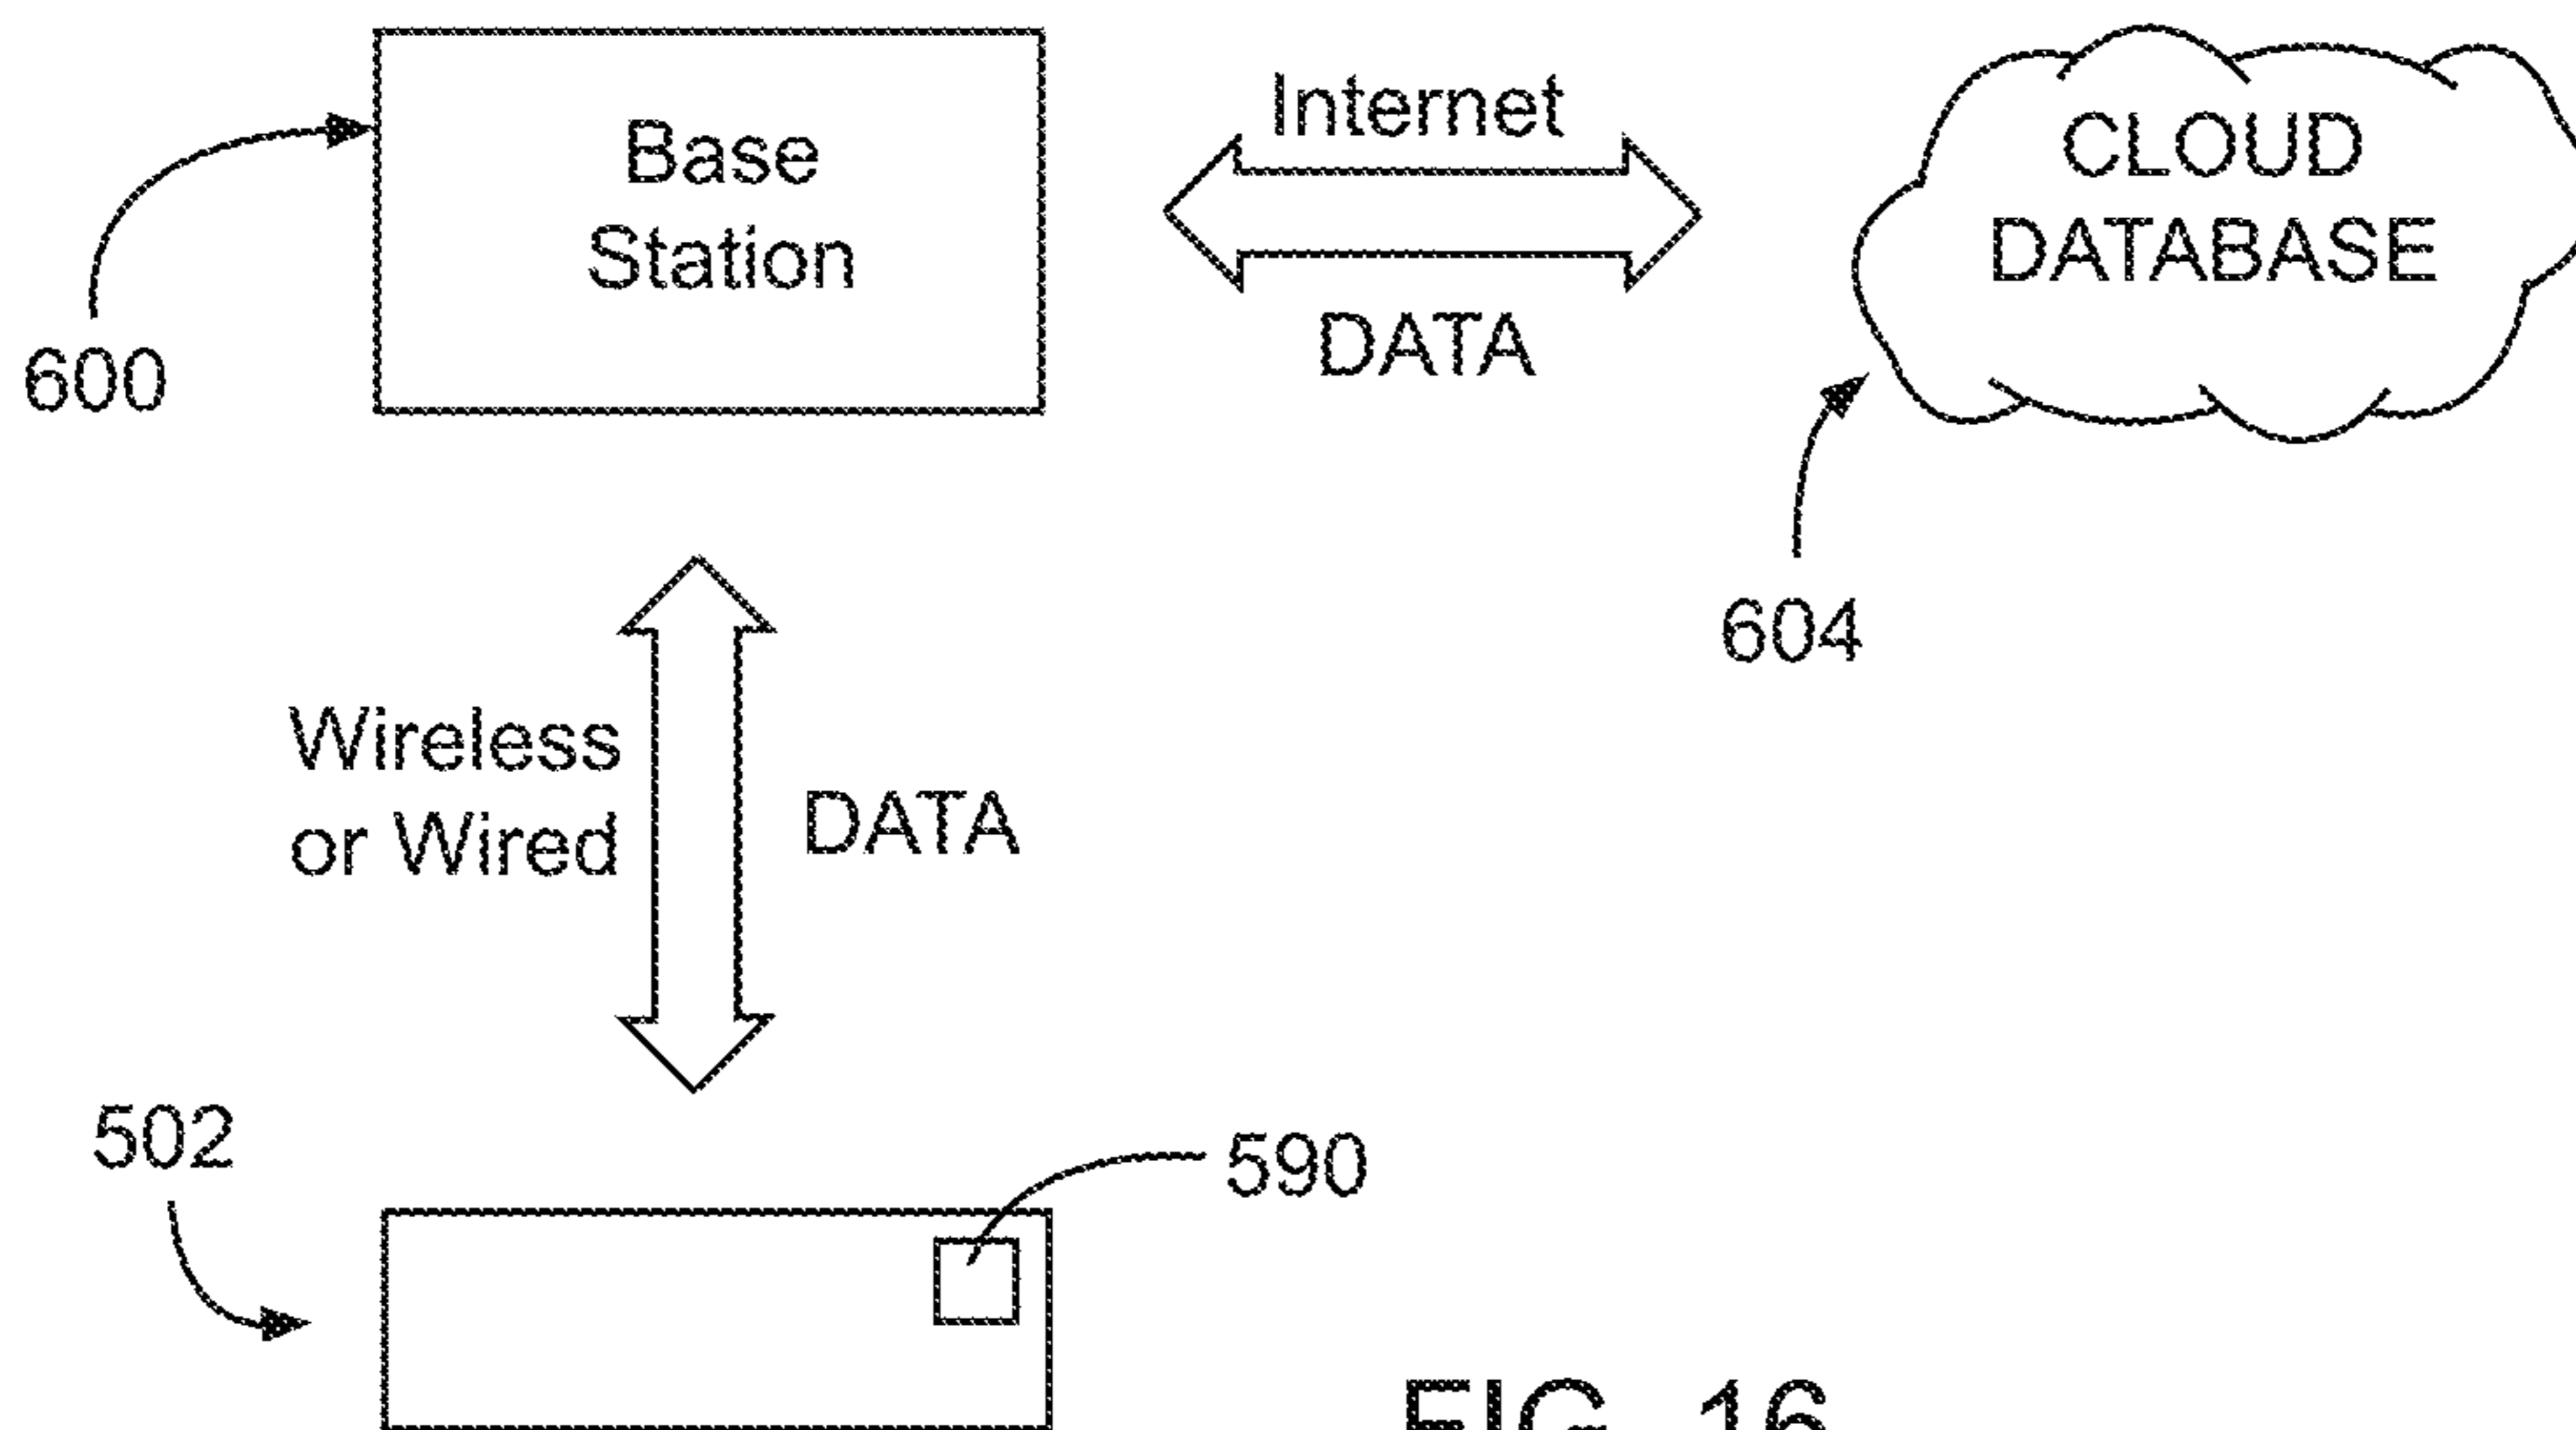 Base
Station
Internet
DATA
CLOUD
DATABASE
600
604
Wireless
or Wired
DATA
502
590
FIG. 16